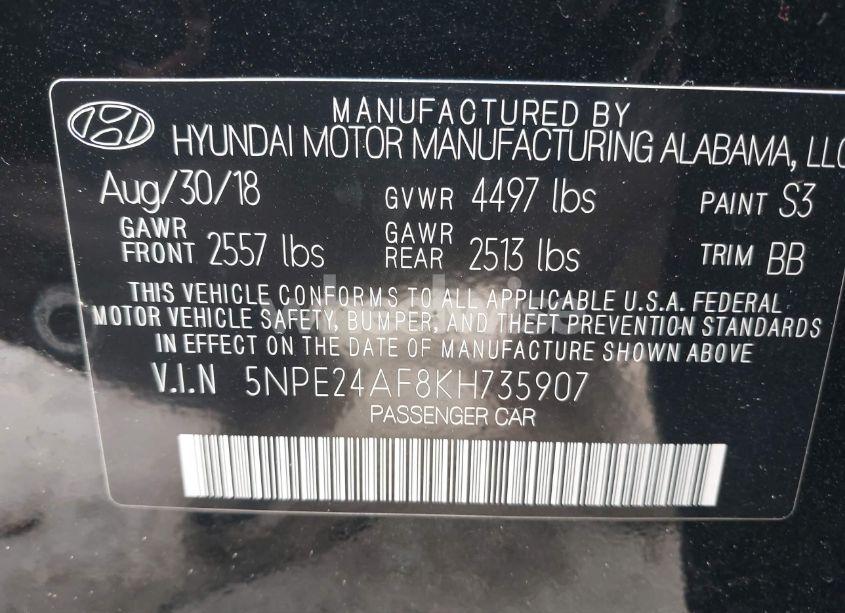 MANUFACTURED BY
HYUNDAI MOTOR MANUFACTURING ALABAMA, LLC
Aug/30/18 GVWR 4497 lbs PAINT S3
GAWR FRONT 2557 lbs GAWR REAR 2513 lbs TRIM BB
THIS VEHICLE CONFORMS TO ALL APPLICABLE U.S.A. FEDERAL
MOTOR VEHICLE SAFETY, BUMPER, AND THEFT PREVENTION STANDARDS
IN EFFECT ON THE DATE OF MANUFACTURE SHOWN ABOVE
V.I.N 5NPE24AF8KH735907
PASSENGER CAR